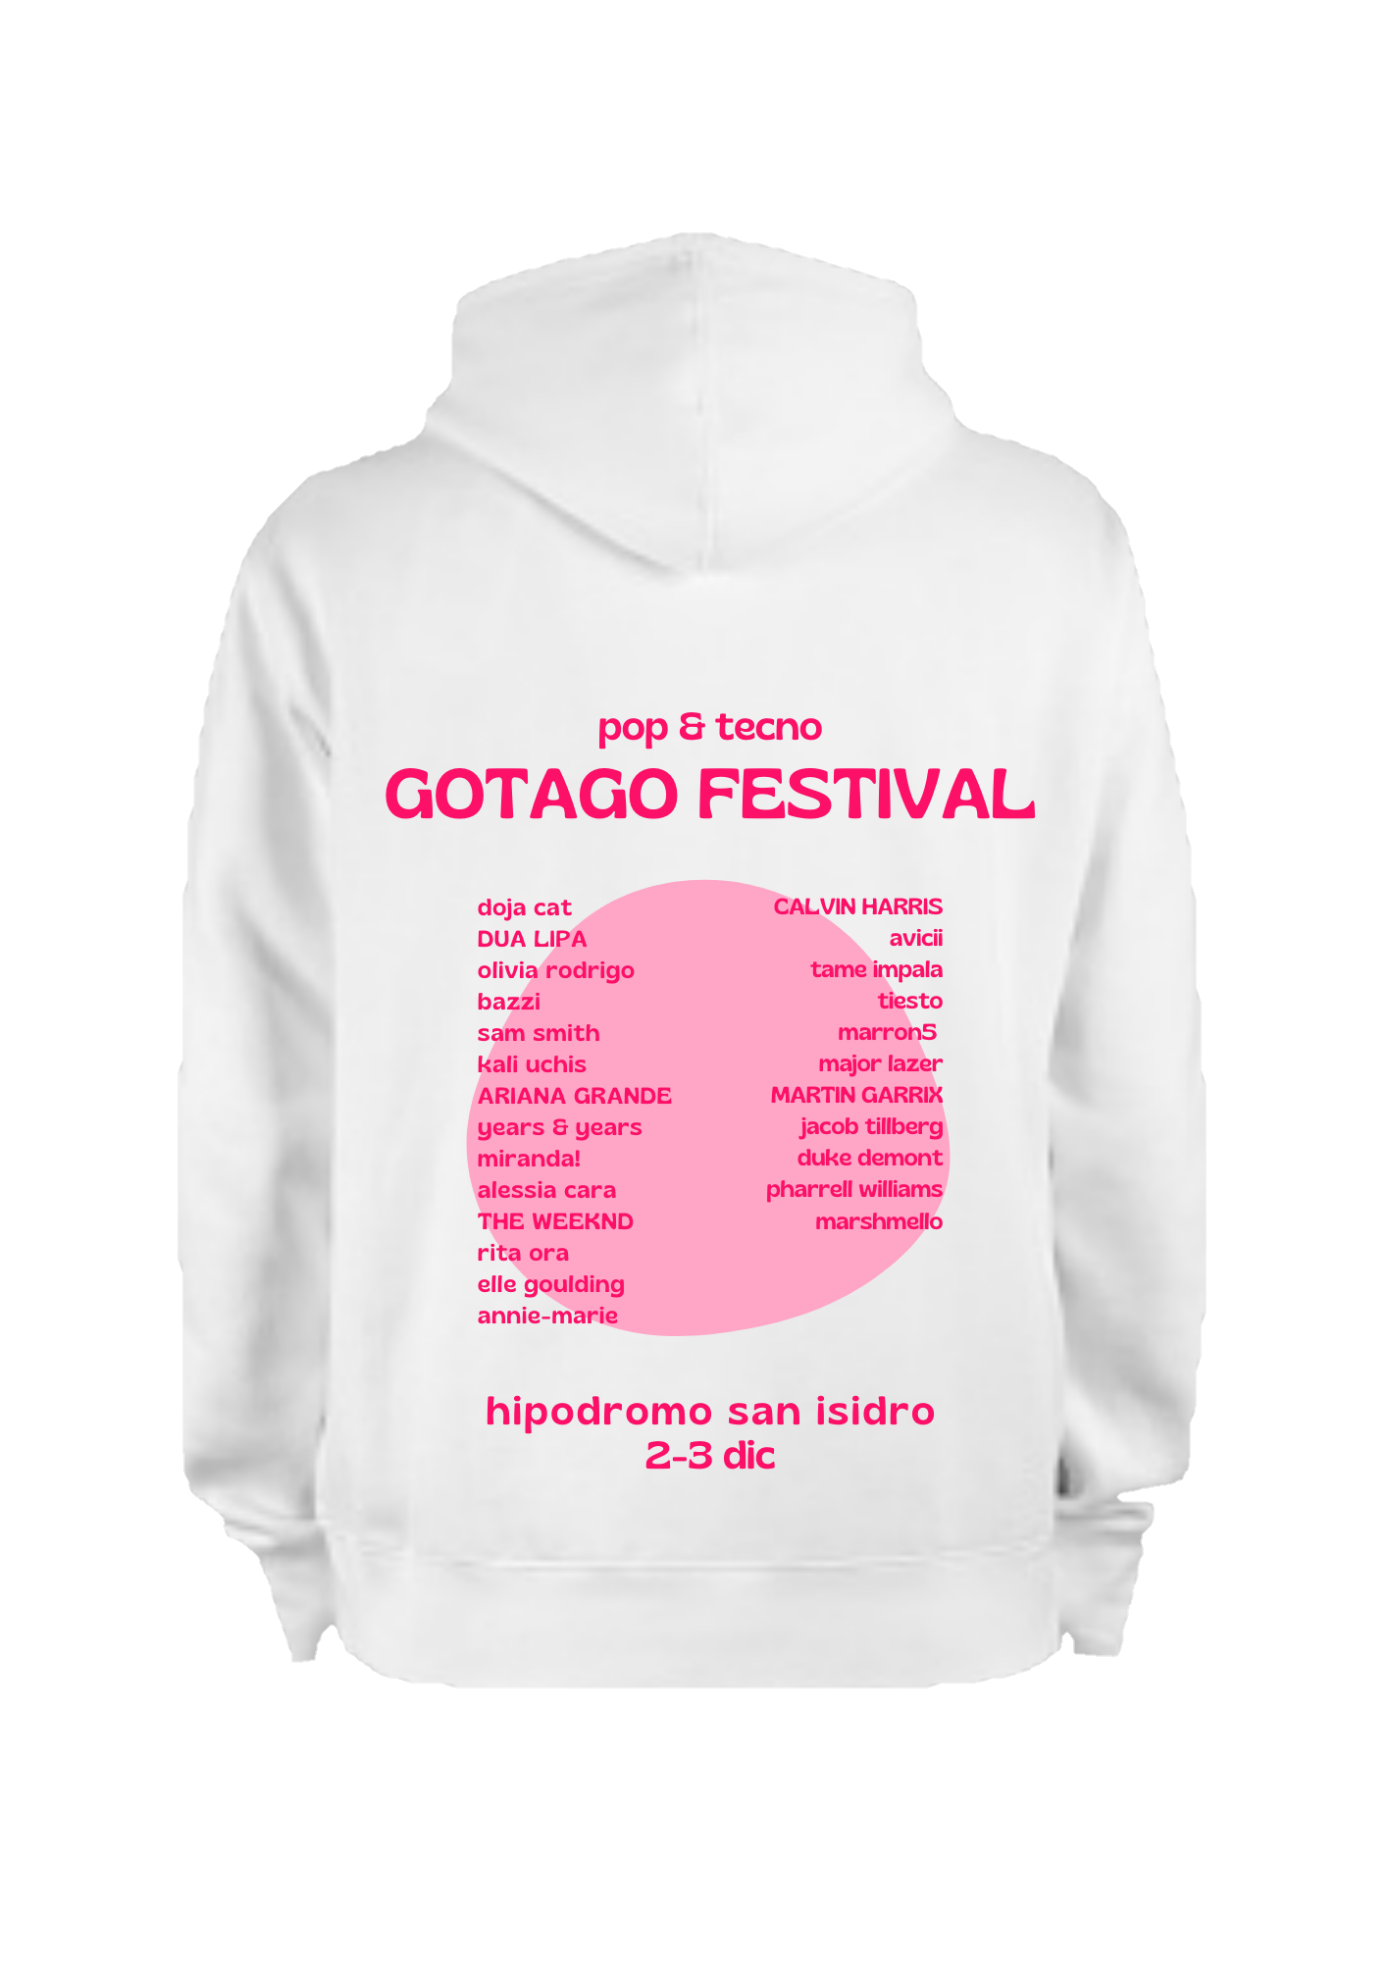 pop & tecno
GOTAGO FESTIVAL
doja cat
DUA LIPA
olivia rodrigo
bazzi
sam smith
kali uchis
ARIANA GRANDE
years & years
miranda!
alessia cara
THE WEEKND
rita ora
elle goulding
annie-marie
CALVIN HARRIS
avicii
tame impala
tiesto
marron5
major lazer
MARTIN GARRIX
jacob tillberg
duke demont
pharrell williams
marshmello
hipodromo san isidro
2-3 dic